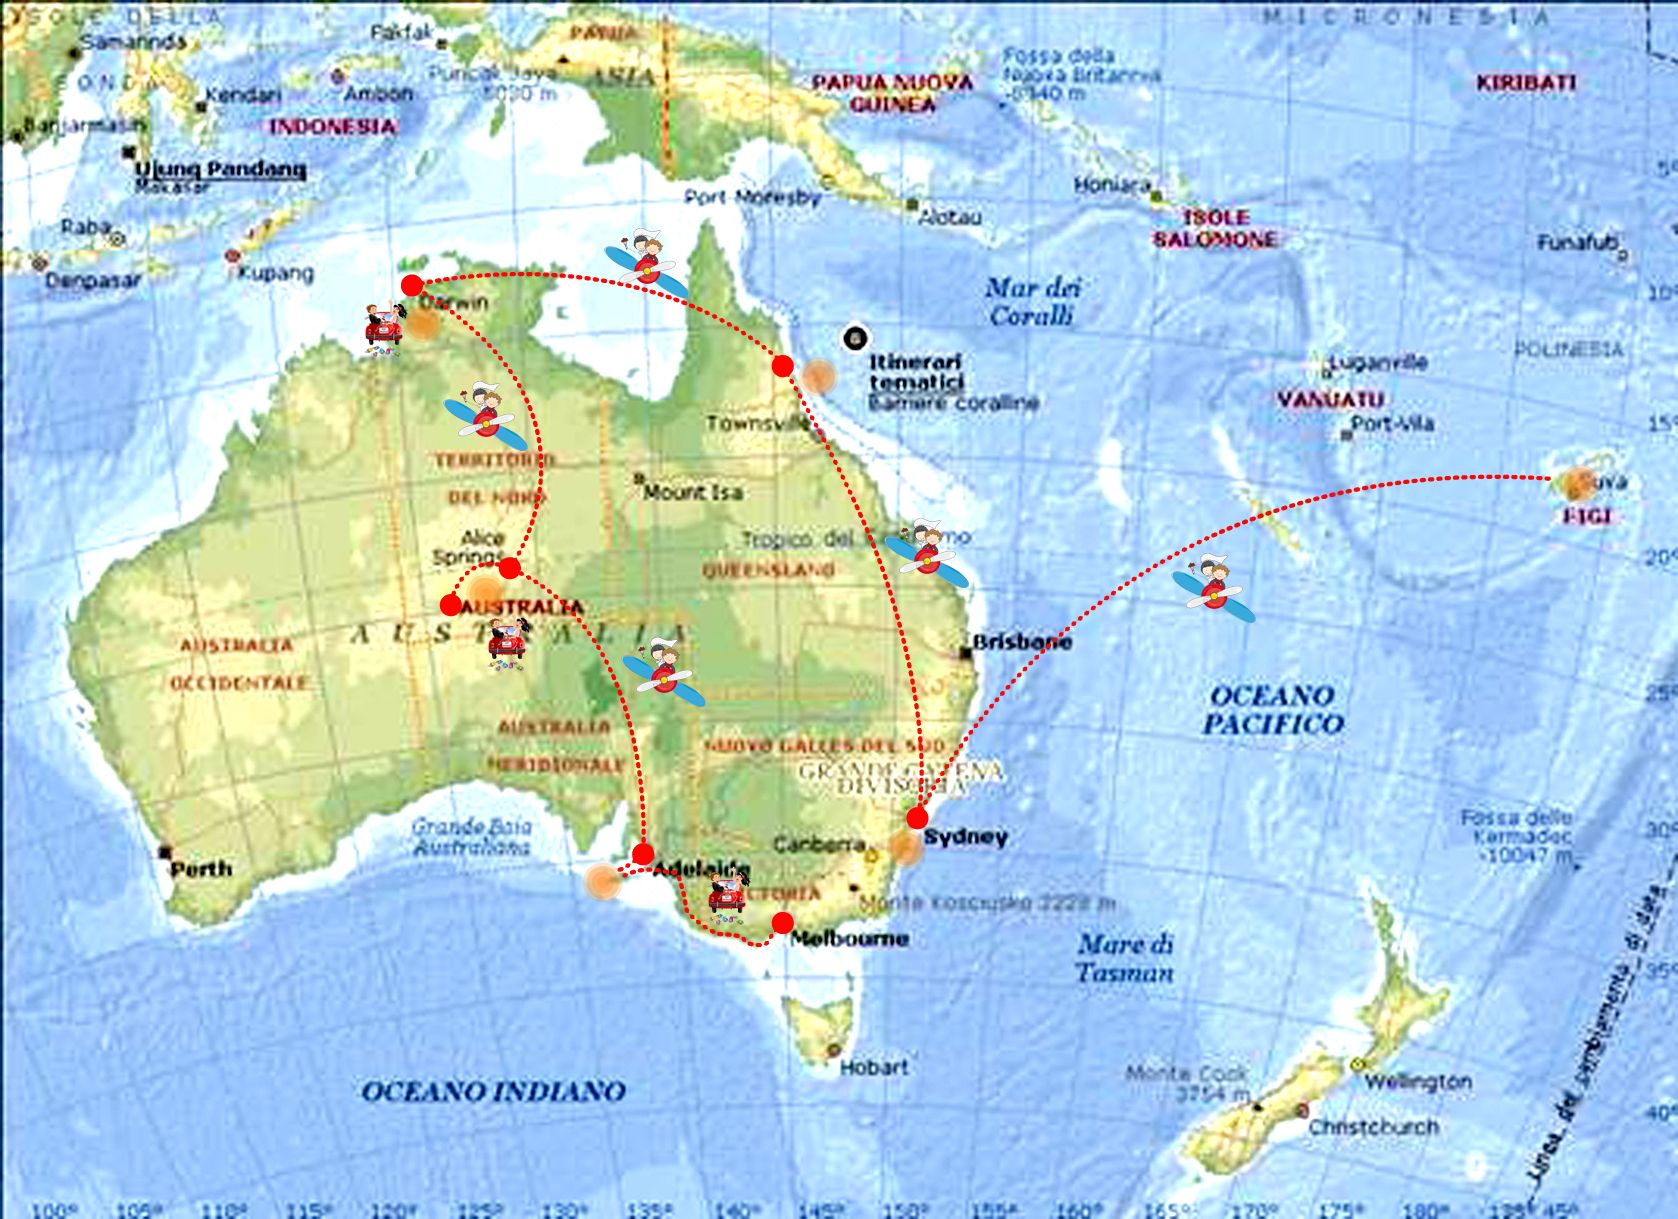 ISOLE DELLA
SONDA
MICRONESIA
Samarinda
Fakfak
PAPUA
ASIA
Puncak Jaya
5030 m
Fossa della
Nuova Britannia
-8940 m
PAPUA NUOVA
GUINEA
KIRIBATI
Kendari
Ambon
Banjarmasin
INDONESIA
Ujung Pandang
Makasar
Port Moresby
Alotau
Honiara
ISOLE
SALOMONE
Raba
Denpasar
Kupang
Funafuti
5°
10°
15°
20°
25°
30°
35°
40°
Darwin
Mar dei
Coralli
Itinerari
tematici
Barriere coralline
Luganville
POLINESIA
VANUATU
Port-Vila
Townsville
TERRITORIO
DEL NORD
Mount Isa
Suva
FIGI
Alice
Springs
Tropico del
QUEENSLAND
AUSTRALIA
AUSTRALIA
AUSTRALIA
OCCIDENTALE
Brisbane
OCEANO
PACIFICO
AUSTRALIA
MERIDIONALE
NUOVO GALLES DEL SUD
GRANDE CATENA
DIVISORIA
Grande Baia
Australiana
Perth
Adelaide
Canberra
Sydney
Fossa delle
Kermadec
-10047 m
VICTORIA
Monte Kosciusko 2228 m
Melbourne
Mare di
Tasman
Hobart
OCEANO INDIANO
Monte Cook
3754 m
Wellington
Christchurch
Linea del cambiamento di data
100° 105° 110° 115° 120° 125° 130° 135° 140° 145° 150° 155° 160° 165° 170° 175° 180°